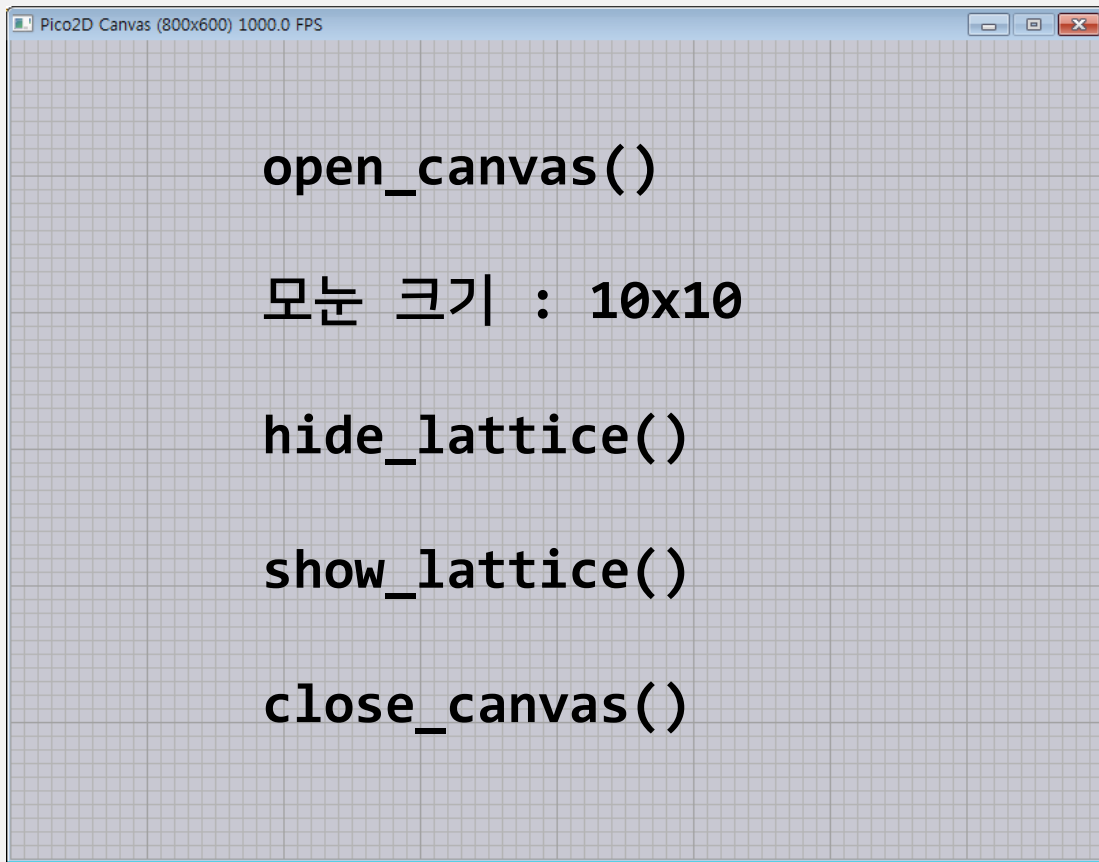 Pico2D Canvas (800x600) 1000.0 FPS
open_canvas()
모눈 크기 : 10x10
hide_lattice()
show_lattice()
close_canvas()